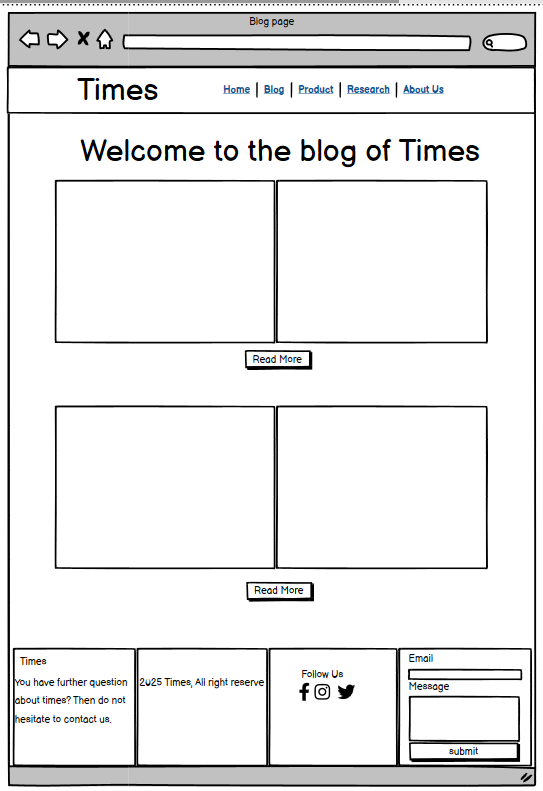 Blog page
Times
Home | Blog | Product | Research | About Us
Welcome to the blog of Times
Read More
Read More
Times
You have further question
about times? Then do not
hesitate to contact us.
2025 Times, All right reserve
Follow Us
Email
Message
submit